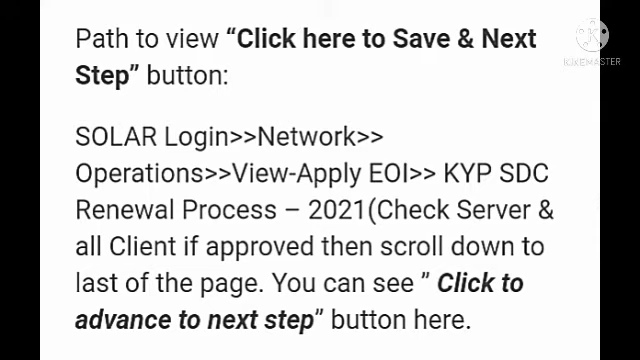 Path to view “Click here to Save & Next
Step” button:
SOLAR Login>>Network>>
Operations>>View-Apply EOI>> KYP SDC
Renewal Process – 2021(Check Server &
all Client if approved then scroll down to
last of the page. You can see ” Click to
advance to next step” button here.
KINEMASTER